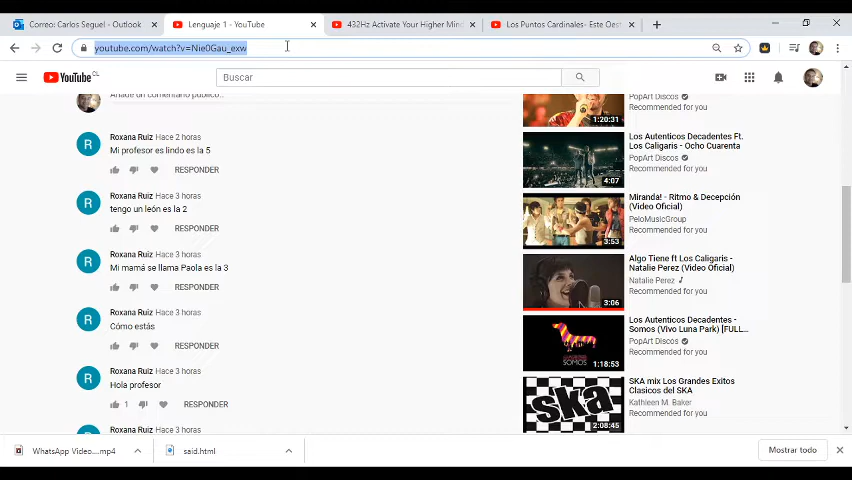 Correo: Carlos Seguel - Outlook
Lenguaje 1 - YouTube
432Hz Activate Your Higher Mind
Los Puntos Cardinales- Este Oes
youtube.com/watch?v=Nie0Gau_exw
YouTube CL
Buscar
Añade un comentario público...
Roxana Ruiz Hace 2 horas
Mi profesor es lindo es la 5
RESPONDER
Roxana Ruiz Hace 3 horas
tengo un león es la 2
RESPONDER
Roxana Ruiz Hace 3 horas
Mi mamá se llama Paola es la 3
RESPONDER
Roxana Ruiz Hace 3 horas
Cómo estás
RESPONDER
Roxana Ruiz Hace 3 horas
Hola profesor
1 RESPONDER
Roxana Ruiz Hace 3 horas
R
R
R
R
R
R
1:20:31
PopArt Discos
Recommended for you
4:07
Los Autenticos Decadentes Ft.
Los Caligaris - Ocho Cuarenta
PopArt Discos
Recommended for you
3:53
Miranda! - Ritmo & Decepción
(Video Oficial)
PeloMusicGroup
Recommended for you
3:06
Algo Tiene ft Los Caligaris -
Natalie Perez (Video Oficial)
Natalie Perez
Recommended for you
SOMOS
1:18:53
Los Autenticos Decadentes -
Somos (Vivo Luna Park) [FULL...
PopArt Discos
Recommended for you
ska
2:08:45
SKA mix Los Grandes Exitos
Clasicos del SKA
Kathleen M. Baker
Recommended for you
WhatsApp Video....mp4
said.html
Mostrar todo